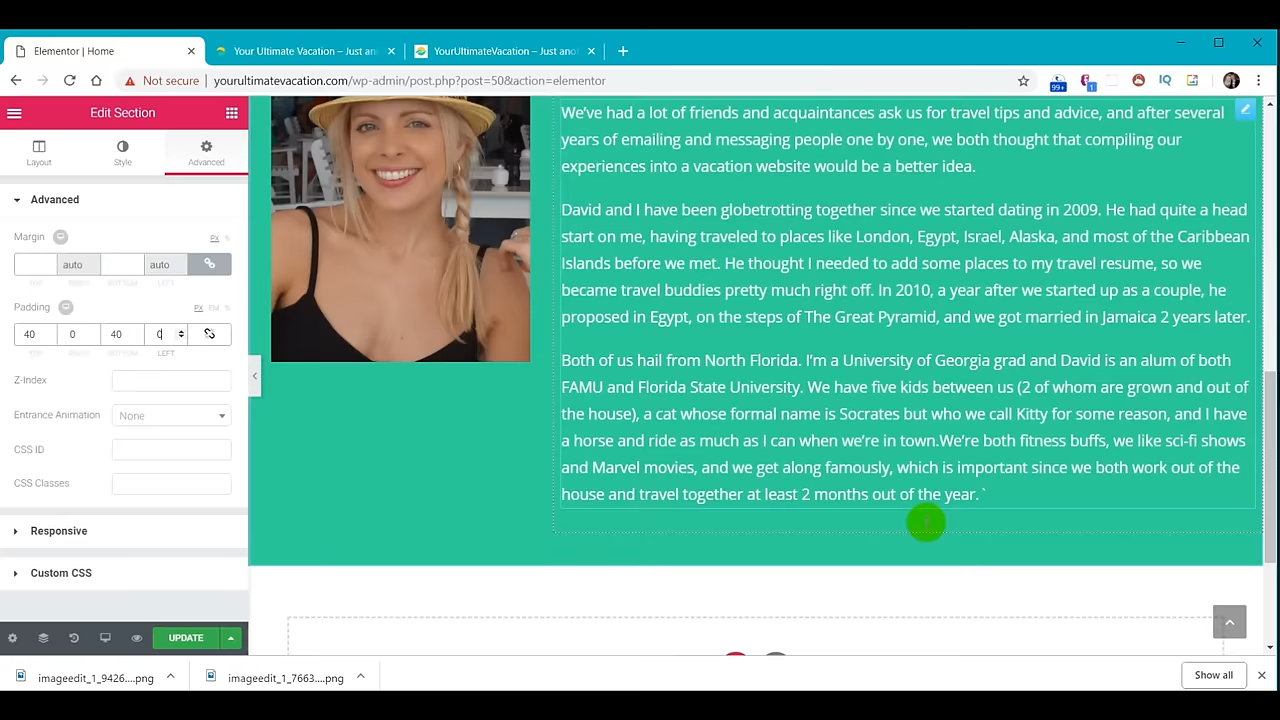 Elementor | Home
Your Ultimate Vacation – Just an
YourUltimateVacation – Just ano
Not secure | yourultimatevacation.com/wp-admin/post.php?post=50&action=elementor
99+
1
IQ
Edit Section
Layout
Style
Advanced
Advanced
Margin
PX %
auto
auto
TOP RIGHT BOTTOM LEFT
Padding
PX EM %
40 0 40 0
TOP RIGHT BOTTOM LEFT
Z-Index
Entrance Animation
None
CSS ID
CSS Classes
Responsive
Custom CSS
UPDATE
We've had a lot of friends and acquaintances ask us for travel tips and advice, and after several
years of emailing and messaging people one by one, we both thought that compiling our
experiences into a vacation website would be a better idea.
David and I have been globetrotting together since we started dating in 2009. He had quite a head
start on me, having traveled to places like London, Egypt, Israel, Alaska, and most of the Caribbean
Islands before we met. He thought I needed to add some places to my travel resume, so we
became travel buddies pretty much right off. In 2010, a year after we started up as a couple, he
proposed in Egypt, on the steps of The Great Pyramid, and we got married in Jamaica 2 years later.
Both of us hail from North Florida. I'm a University of Georgia grad and David is an alum of both
FAMU and Florida State University. We have five kids between us (2 of whom are grown and out of
the house), a cat whose formal name is Socrates but who we call Kitty for some reason, and I have
a horse and ride as much as I can when we're in town.We're both fitness buffs, we like sci-fi shows
and Marvel movies, and we get along famously, which is important since we both work out of the
house and travel together at least 2 months out of the year. `
imageedit_1_9426....png
imageedit_1_7663....png
Show all